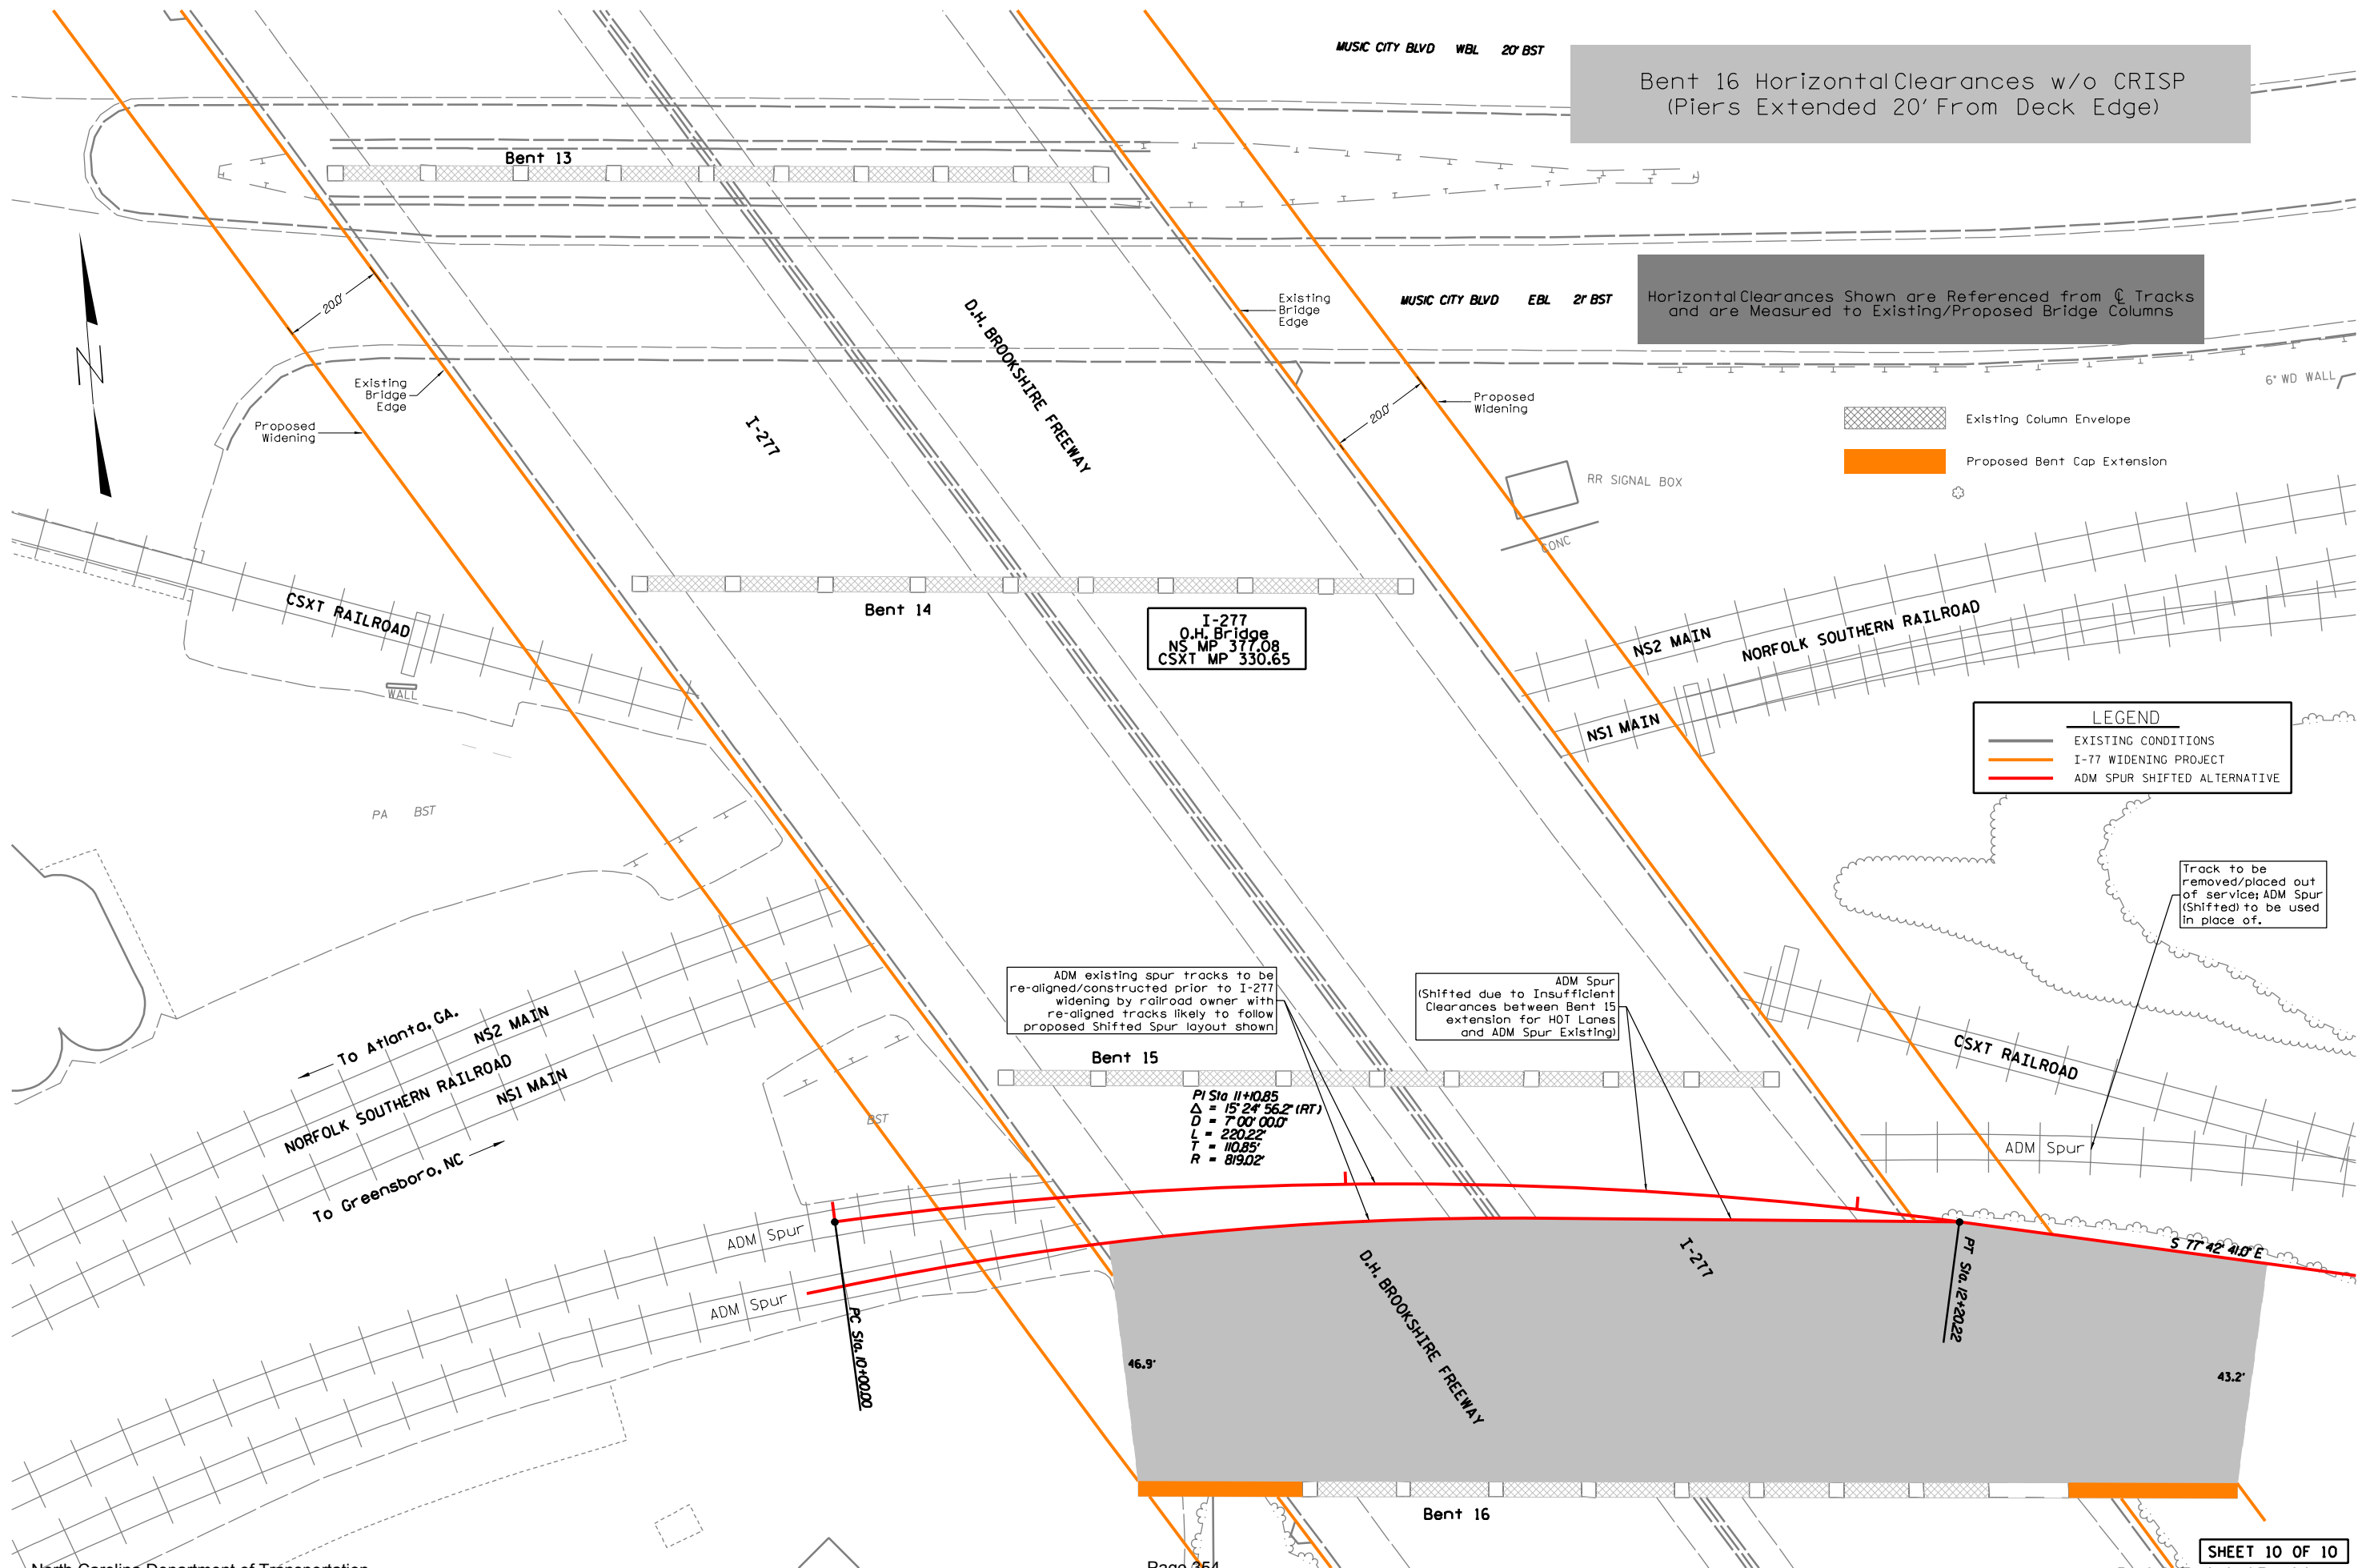 MUSIC CITY BLVD WBL 20' BST
Bent 16 Horizontal Clearances w/o CRISP
(Piers Extended 20' From Deck Edge)
Bent 13
20.0'
D.H. BROOKSHIRE FREEWAY
I-277
Existing
Bridge
Edge
MUSIC CITY BLVD EBL 21' BST
Horizontal Clearances Shown are Referenced from ℄ Tracks
and are Measured to Existing/Proposed Bridge Columns
N
Existing
Bridge
Edge
Proposed
Widening
20.0'
Proposed
Widening
6" WD WALL
Existing Column Envelope
Proposed Bent Cap Extension
RR SIGNAL BOX
CONC
CSXT RAILROAD
WALL
Bent 14
I-277
O.H. Bridge
NS MP 377.08
CSXT MP 330.65
NS2 MAIN
NORFOLK SOUTHERN RAILROAD
NS1 MAIN
LEGEND
EXISTING CONDITIONS
I-77 WIDENING PROJECT
ADM SPUR SHIFTED ALTERNATIVE
PA BST
Track to be
removed/placed out
of service; ADM Spur
(Shifted) to be used
in place of.
ADM existing spur tracks to be
re-aligned/constructed prior to I-277
widening by railroad owner with
re-aligned tracks likely to follow
proposed Shifted Spur layout shown
ADM Spur
(Shifted due to Insufficient
Clearances between Bent 15
extension for HOT Lanes
and ADM Spur Existing)
To Atlanta, GA.
NS2 MAIN
NORFOLK SOUTHERN RAILROAD
NS1 MAIN
To Greensboro, NC
Bent 15
CSXT RAILROAD
BST
PI Sta 11+10.85
Δ = 15° 24' 56.2" (RT)
D = 7° 00' 00.0"
L = 220.22'
T = 110.85'
R = 819.02'
ADM Spur
ADM Spur
ADM Spur
PC Sta. 10+00.00
D.H. BROOKSHIRE FREEWAY
I-277
PT Sta. 12+20.22
S 77° 42' 41.0" E
46.9'
43.2'
Bent 16
SHEET 10 OF 10
North Carolina Department of Transportation
Page 354